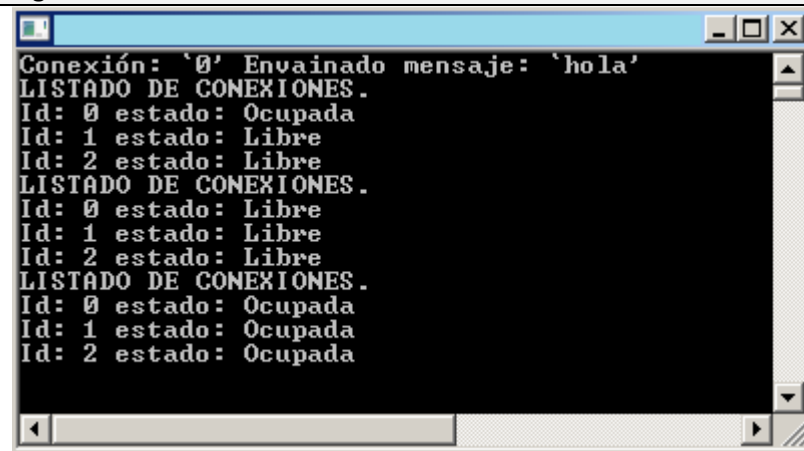 Conexión: `0’ Envainado mensaje: `hola’
LISTADO DE CONEXIONES.
Id: 0 estado: Ocupada
Id: 1 estado: Libre
Id: 2 estado: Libre
LISTADO DE CONEXIONES.
Id: 0 estado: Libre
Id: 1 estado: Libre
Id: 2 estado: Libre
LISTADO DE CONEXIONES.
Id: 0 estado: Ocupada
Id: 1 estado: Ocupada
Id: 2 estado: Ocupada